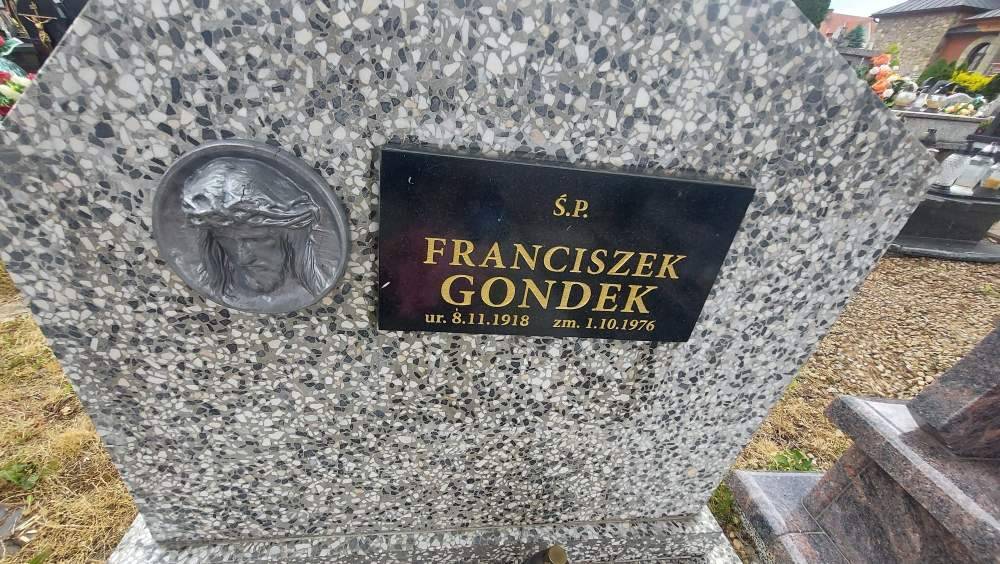 Ś.P.
FRANCISZEK
GONDEK
ur. 8.11.1918 zm. 1.10.1976